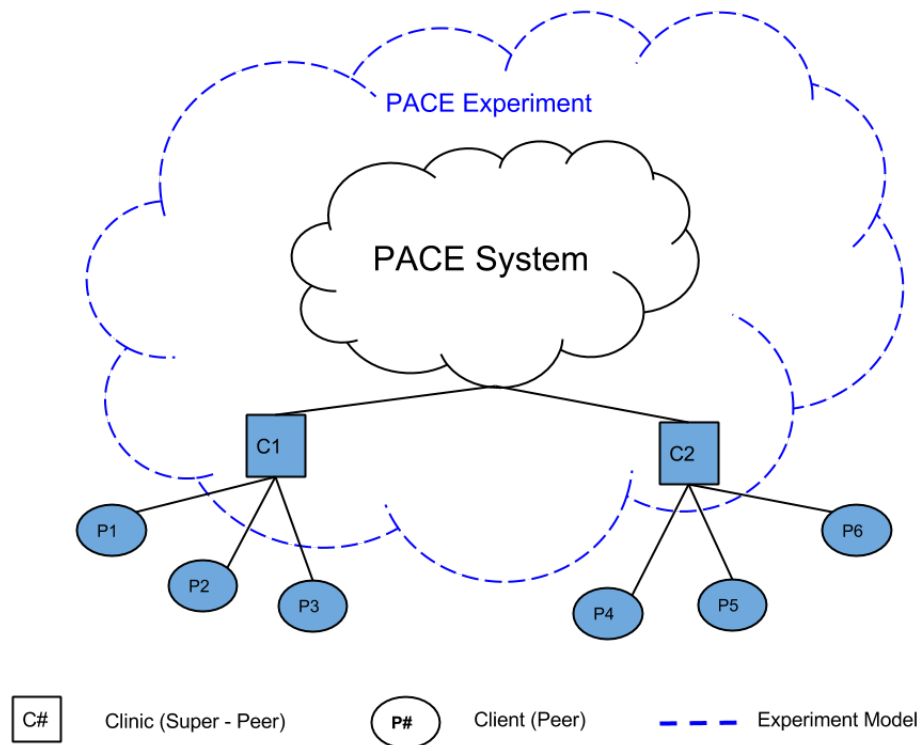 PACE Experiment
PACE System
C1
C2
P1
P6
P2
P3
P4
P5
C# Clinic (Super - Peer) P# Client (Peer) Experiment Model